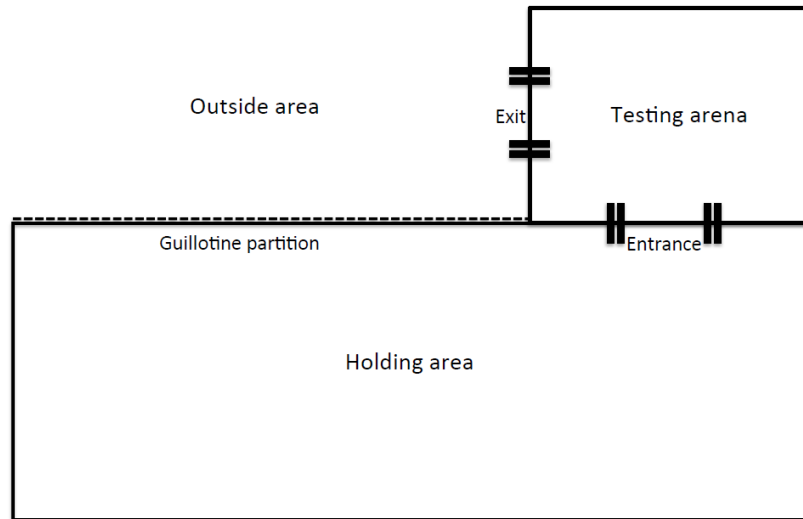 Outside area
Exit
Testing arena
Guillotine partition
Entrance
Holding area